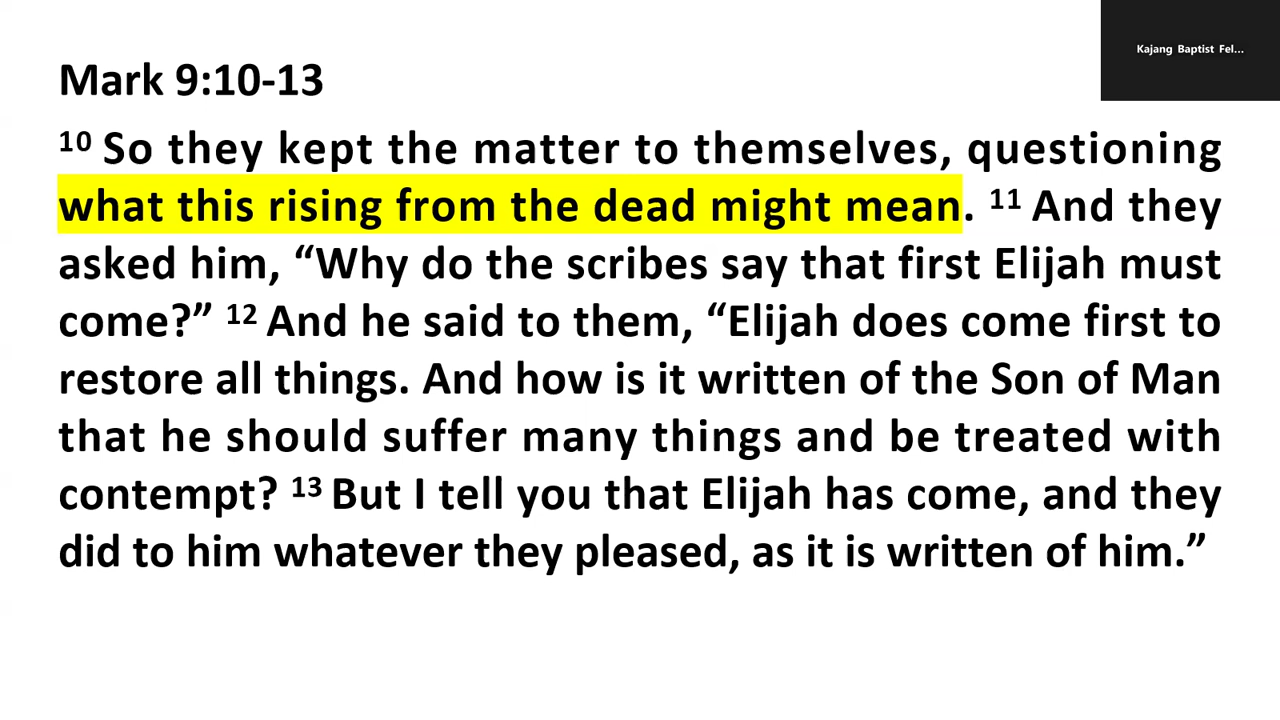 Kajang Baptist Fel...
Mark 9:10-13
10 So they kept the matter to themselves, questioning
what this rising from the dead might mean. 11 And they
asked him, “Why do the scribes say that first Elijah must
come?” 12 And he said to them, “Elijah does come first to
restore all things. And how is it written of the Son of Man
that he should suffer many things and be treated with
contempt? 13 But I tell you that Elijah has come, and they
did to him whatever they pleased, as it is written of him.”